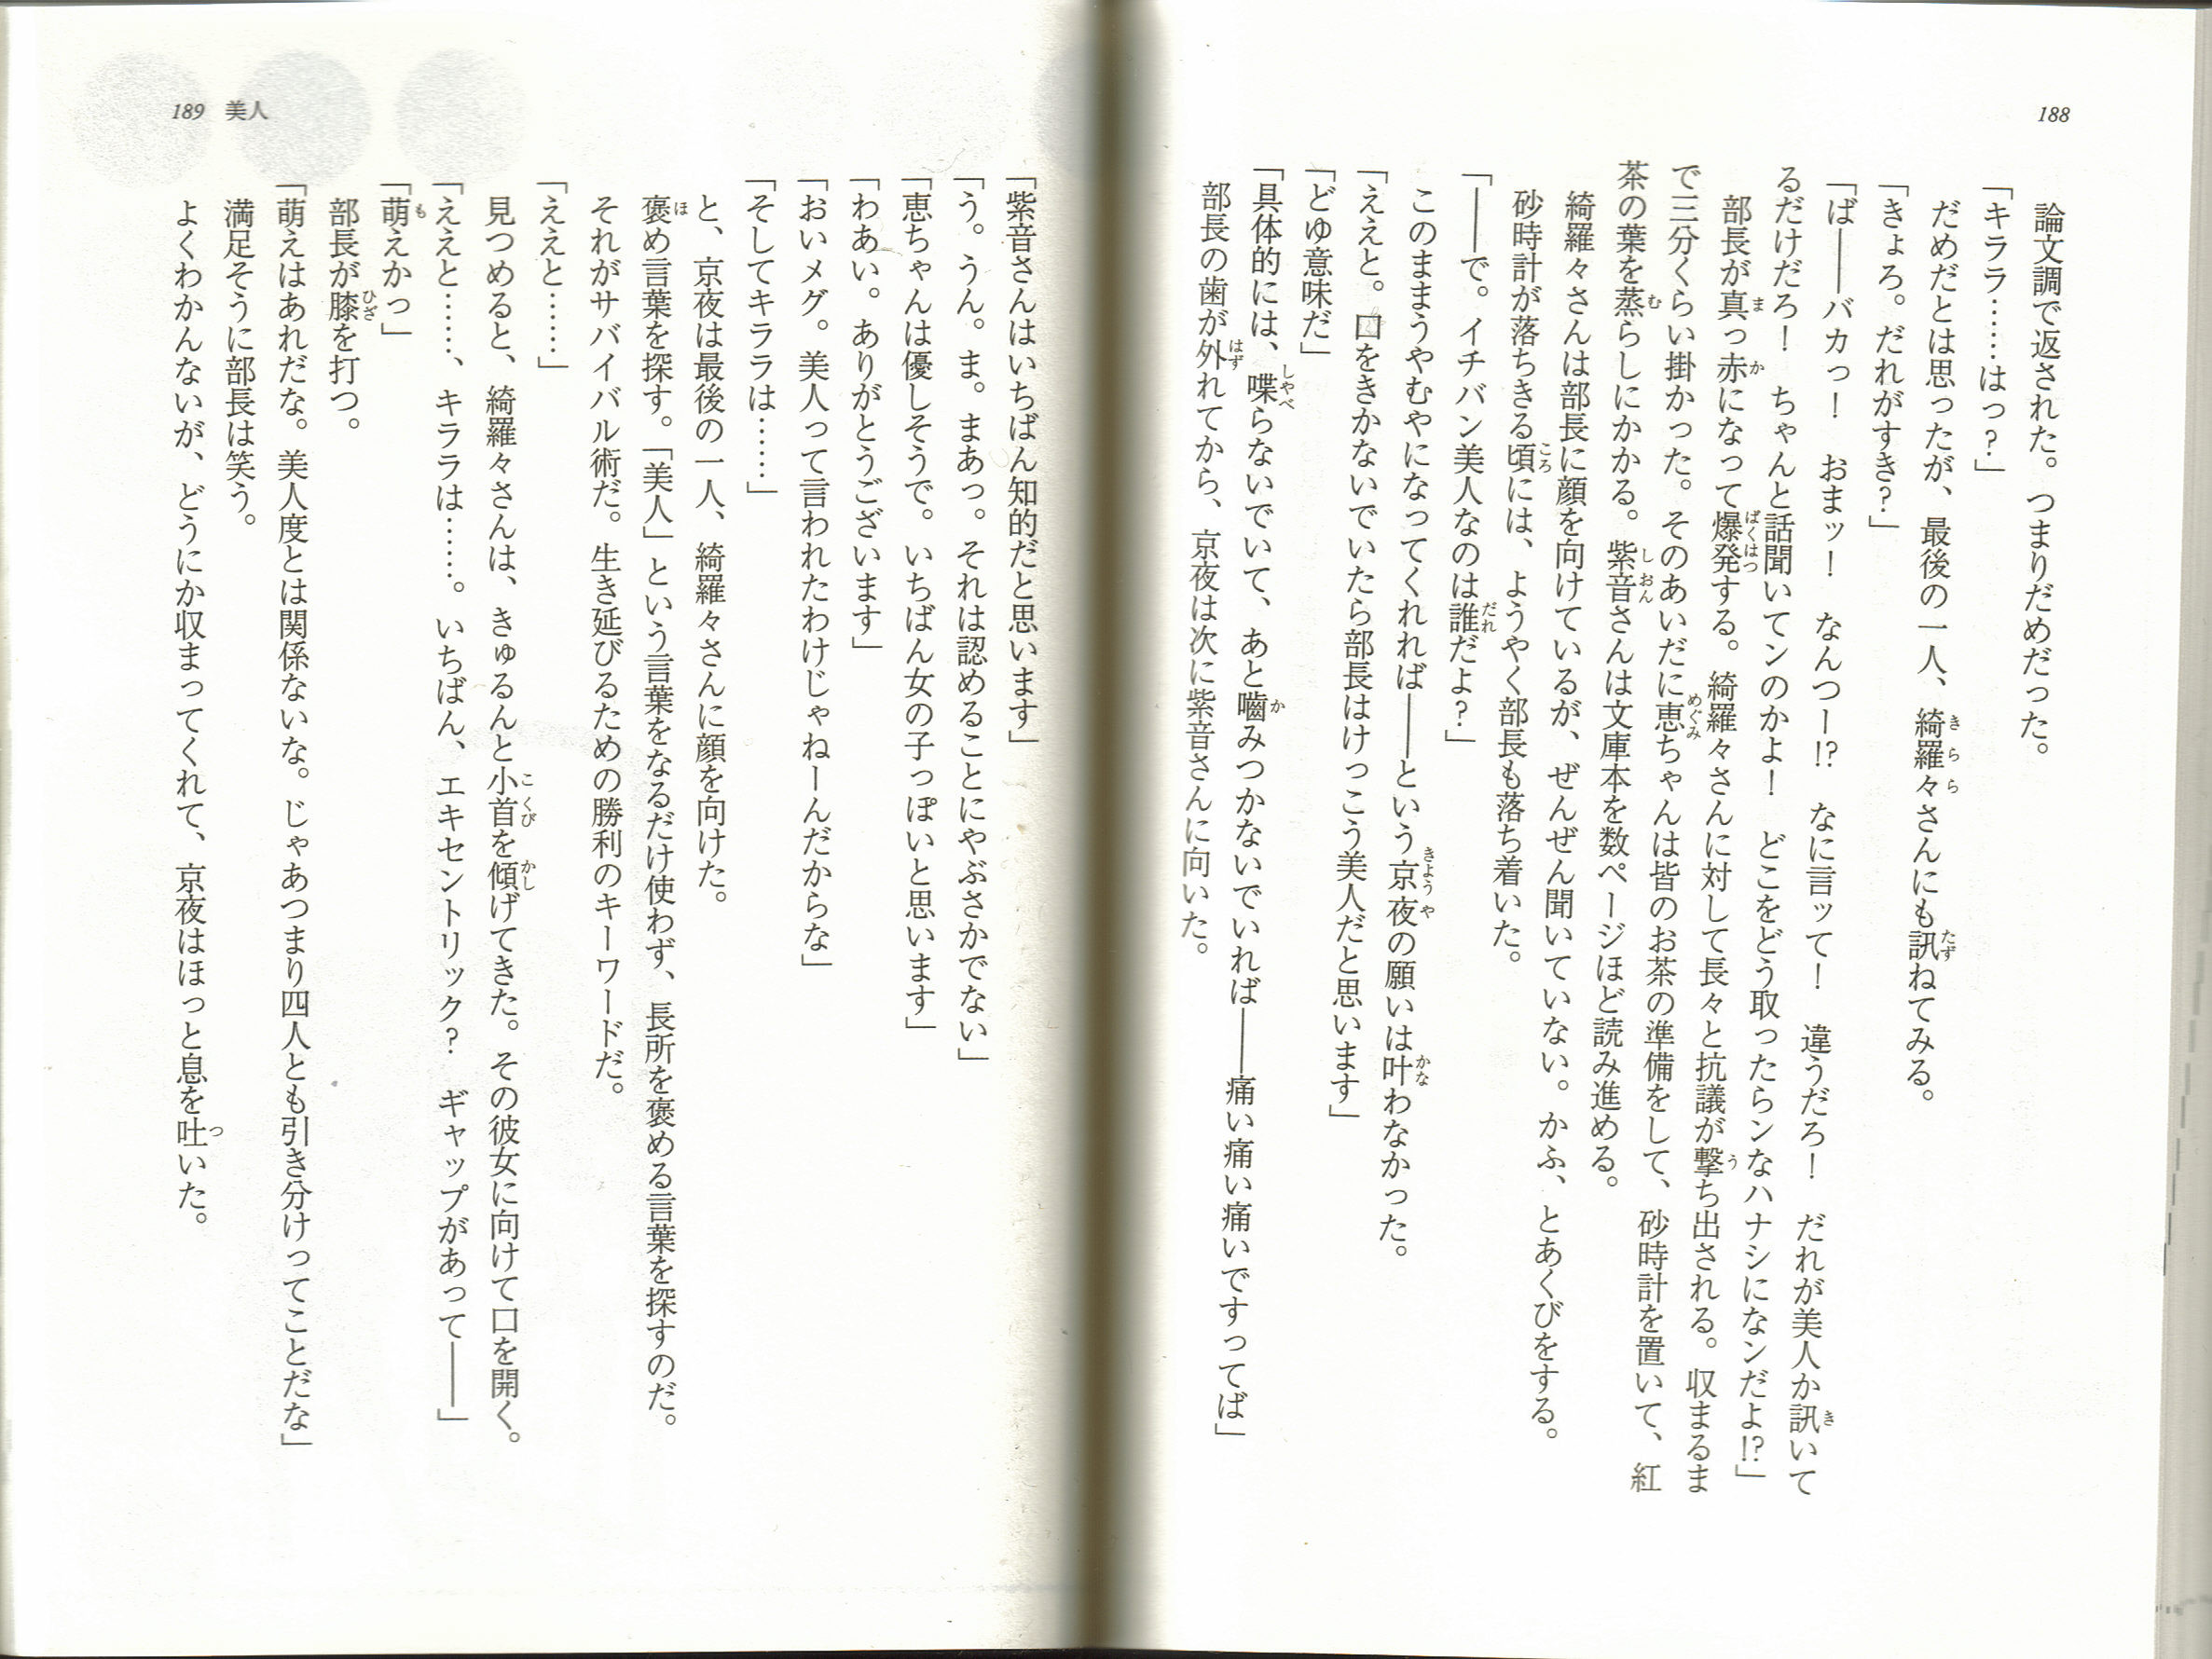 188
論文調で返された。つまりだめだった。
「キララ……はっ？」
だめだとは思ったが、最後の一人、綺羅々さんにも訊ねてみる。
「きょろ。だれがすき？」
「ば――バカっ！　おまッ！　なんつー!?　なに言ッて！　違うだろ！　だれが美人か訊いて
るだけだろ！　ちゃんと話聞いてンのかよ！　どこをどう取ったらンなハナシになンだよ!?」
部長が真っ赤になって爆発する。綺羅々さんに対して長々と抗議が撃ち出される。収まるま
で三分くらい掛かった。そのあいだに恵ちゃんは皆のお茶の準備をして、砂時計を置いて、紅
茶の葉を蒸らしにかかる。紫音さんは文庫本を数ページほど読み進める。
綺羅々さんは部長に顔を向けているが、ぜんぜん聞いていない。かふ、とあくびをする。
砂時計が落ちきる頃には、ようやく部長も落ち着いた。
「――で。イチバン美人なのは誰だよ？」
このままうやむやになってくれれば――という京夜の願いは叶わなかった。
「ええと。口をきかないでいたら部長はけっこう美人だと思います」
「どゆ意味だ」
「具体的には、喋らないでいて、あと嚙みつかないでいれば――痛い痛い痛いですってば」
部長の歯が外れてから、京夜は次に紫音さんに向いた。
189　美人
「紫音さんはいちばん知的だと思います」
「う。うん。ま。まあっ。それは認めることにやぶさかでない」
「恵ちゃんは優しそうで。いちばん女の子っぽいと思います」
「わあい。ありがとうございます」
「おいメグ。美人って言われたわけじゃねーんだからな」
「そしてキララは……」
と、京夜は最後の一人、綺羅々さんに顔を向けた。
褒め言葉を探す。「美人」という言葉をなるだけ使わず、長所を褒める言葉を探すのだ。
それがサバイバル術だ。生き延びるための勝利のキーワードだ。
「ええと……」
見つめると、綺羅々さんは、きゅるんと小首を傾げてきた。その彼女に向けて口を開く。
「ええと……、キララは……。いちばん、エキセントリック？　ギャップがあって――」
「萌えかっ」
部長が膝を打つ。
「萌えはあれだな。美人度とは関係ないな。じゃあつまり四人とも引き分けってことだな」
満足そうに部長は笑う。
よくわかんないが、どうにか収まってくれて、京夜はほっと息を吐いた。